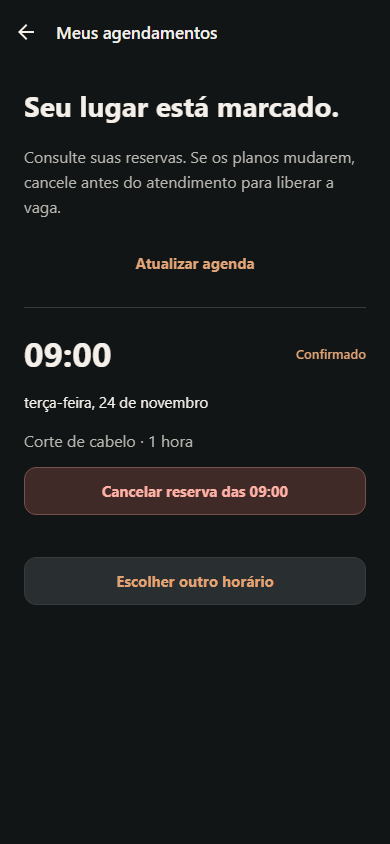 Meus agendamentos
Seu lugar está marcado.
Consulte suas reservas. Se os planos mudarem,
cancele antes do atendimento para liberar a
vaga.
Atualizar agenda
09:00
Confirmado
terça-feira, 24 de novembro
Corte de cabelo · 1 hora
Cancelar reserva das 09:00
Escolher outro horário